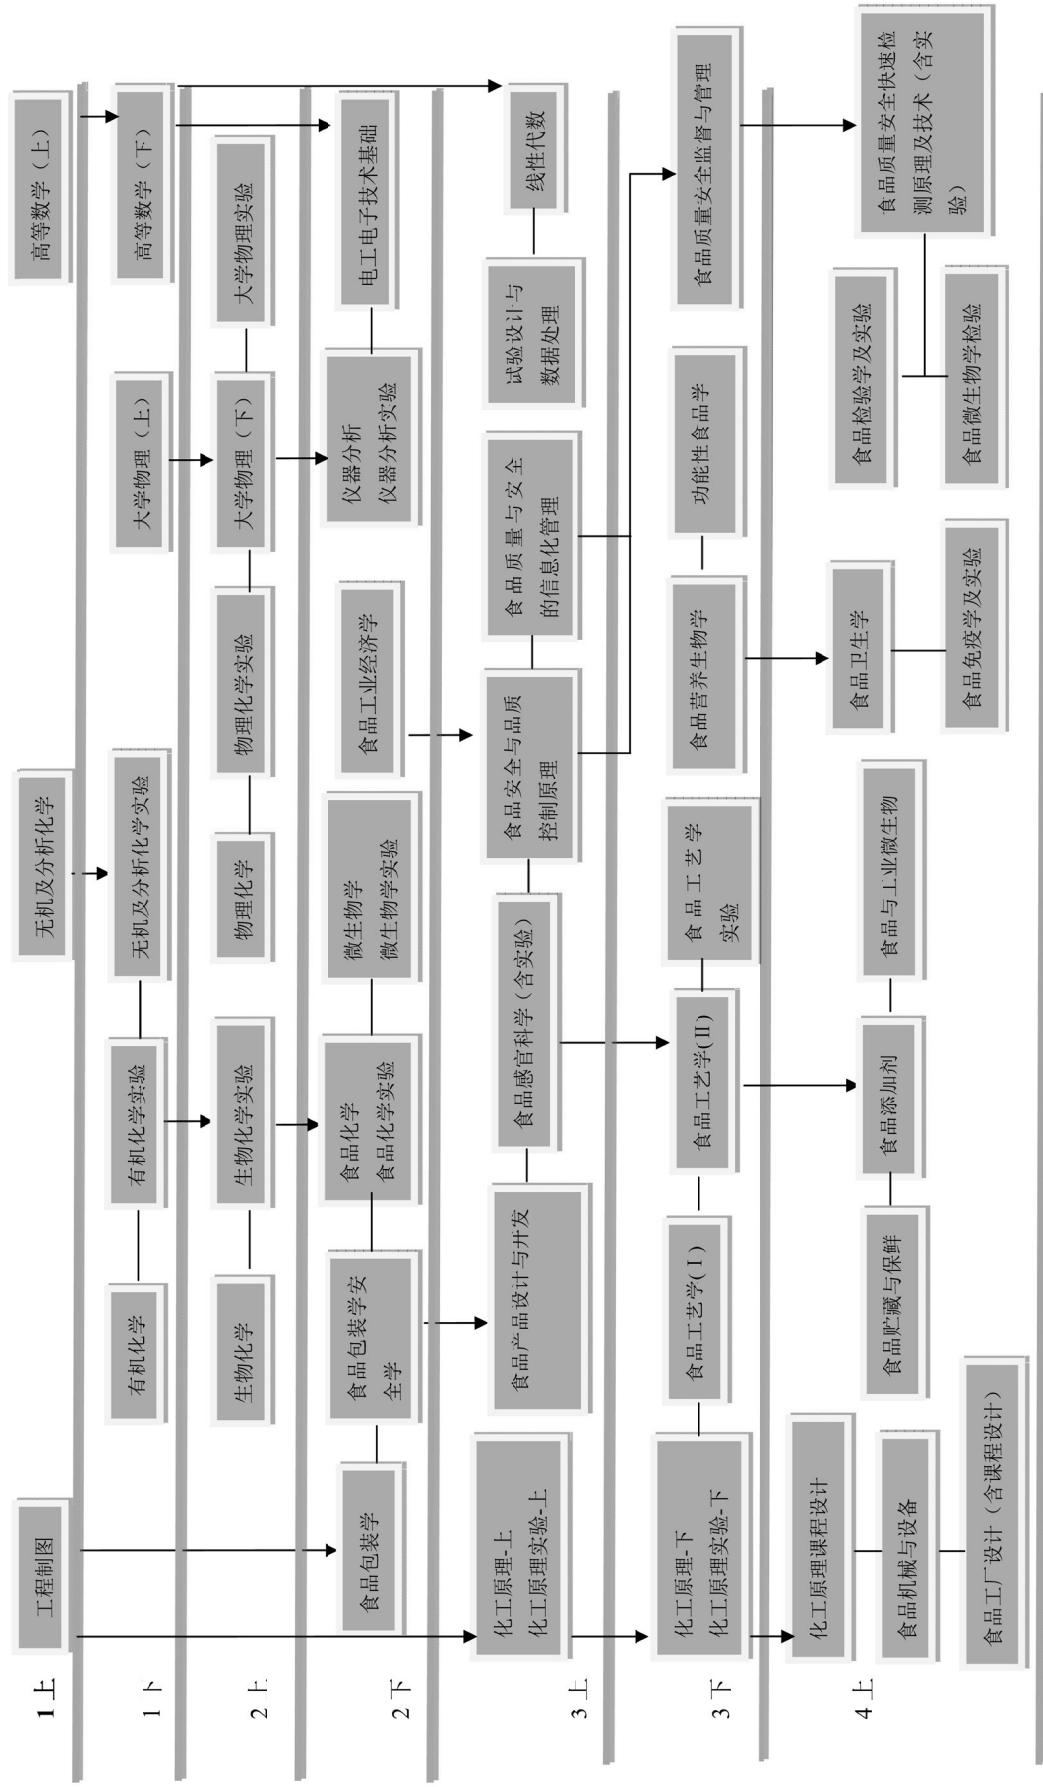 1上
工程制图
无机及分析化学
高等数学（上）
1下
有机化学
有机化学实验
无机及分析化学实验
大学物理（上）
高等数学（下）
2上
生物化学
生物化学实验
物理化学
物理化学实验
大学物理（下）
大学物理实验
2下
食品包装学
食品包装学安
全学
食品化学
食品化学实验
微生物学
微生物学实验
食品工业经济学
仪器分析
仪器分析实验
电工电子技术基础
3上
化工原理-上
化工原理实验-上
食品产品设计与开发
食品感官科学（含实验）
食品安全与品质
控制原理
食品质量与安全
的信息化管理
试验设计与
数据处理
线性代数
3下
化工原理-下
化工原理实验-下
食品工艺学(Ⅰ)
食品工艺学(Ⅱ)
食品工艺学
实验
食品营养生物学
功能性食品学
食品质量安全监督与管理
4上
化工原理课程设计
食品机械与设备
食品工厂设计（含课程设计）
食品贮藏与保鲜
食品添加剂
食品与工业微生物
食品卫生学
食品免疫学及实验
食品检验学及实验
食品微生物学检验
食品质量安全快速检
测原理及技术（含实
验）